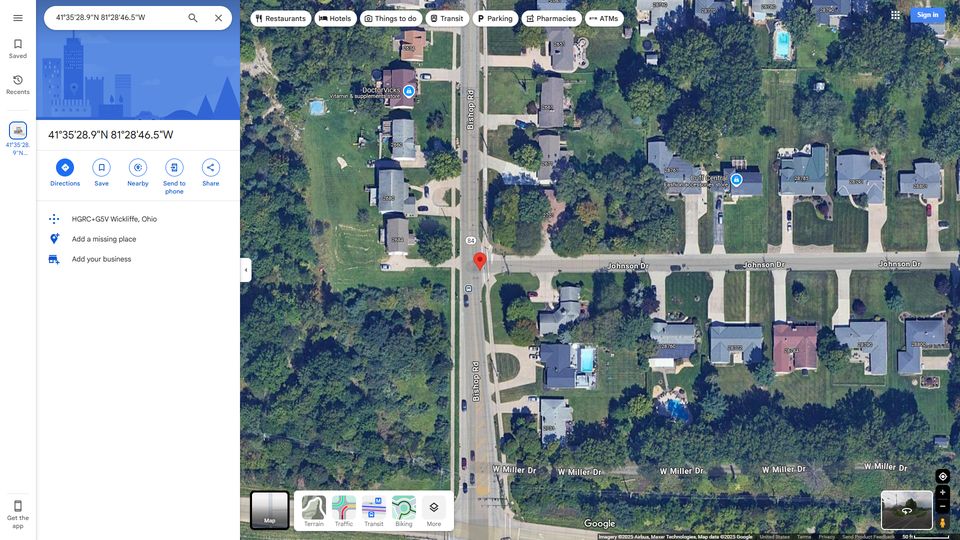 41°35'28.9"N 81°28'46.5"W
Restaurants
Hotels
Things to do
Transit
Parking
Pharmacies
ATMs
Sign in
Saved
Recents
41°35'28.
9"N...
41°35'28.9"N 81°28'46.5"W
Directions
Save
Nearby
Send to
phone
Share
HGRC+G5V Wickliffe, Ohio
Add a missing place
Add your business
Get the
app
DoctorVicks
Vitamin & supplements store
Bishop Rd
84
Johnson Dr
Johnson Dr
Johnson Dr
Bishop Rd
W Miller Dr
W Miller Dr
W Miller Dr
W Miller Dr
W Miller Dr
Map
Terrain
Traffic
Transit
Biking
More
Google
Imagery ©2025 Airbus, Maxar Technologies, Map data ©2025 Google
United States
Terms
Privacy
Send Product Feedback
50 ft